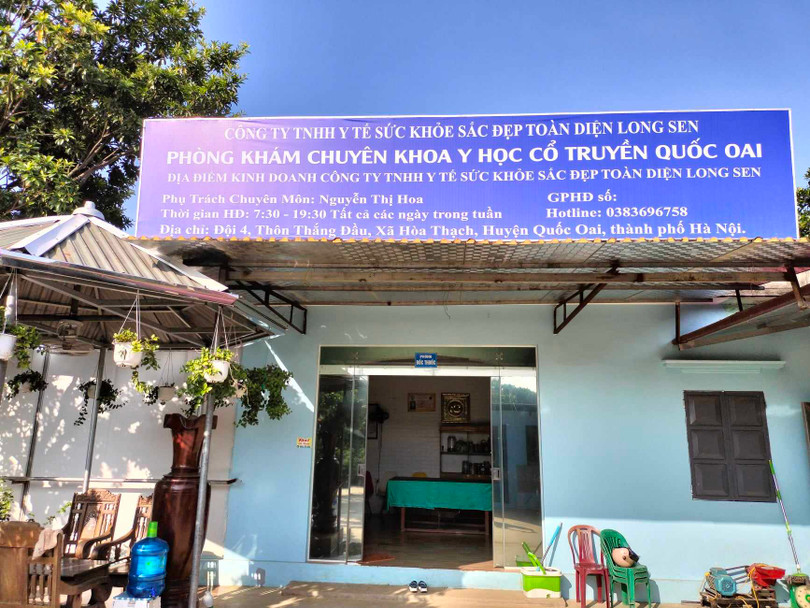 CÔNG TY TNHH Y TẾ SỨC KHỎE SẮC ĐẸP TOÀN DIỆN LONG SEN
PHÒNG KHÁM CHUYÊN KHOA Y HỌC CỔ TRUYỀN QUỐC OAI
ĐỊA ĐIỂM KINH DOANH CÔNG TY TNHH Y TẾ SỨC KHỎE SẮC ĐẸP TOÀN DIỆN LONG SEN
Phụ Trách Chuyên Môn: Nguyễn Thị Hoa GPHĐ số:
Thời gian HĐ: 7:30 - 19:30 Tất cả các ngày trong tuần Hotline: 0383696758
Địa chỉ: Đội 4, Thôn Thắng Đầu, Xã Hòa Thạch, Huyện Quốc Oai, thành phố Hà Nội.
PHÒNG
BỐC THUỐC